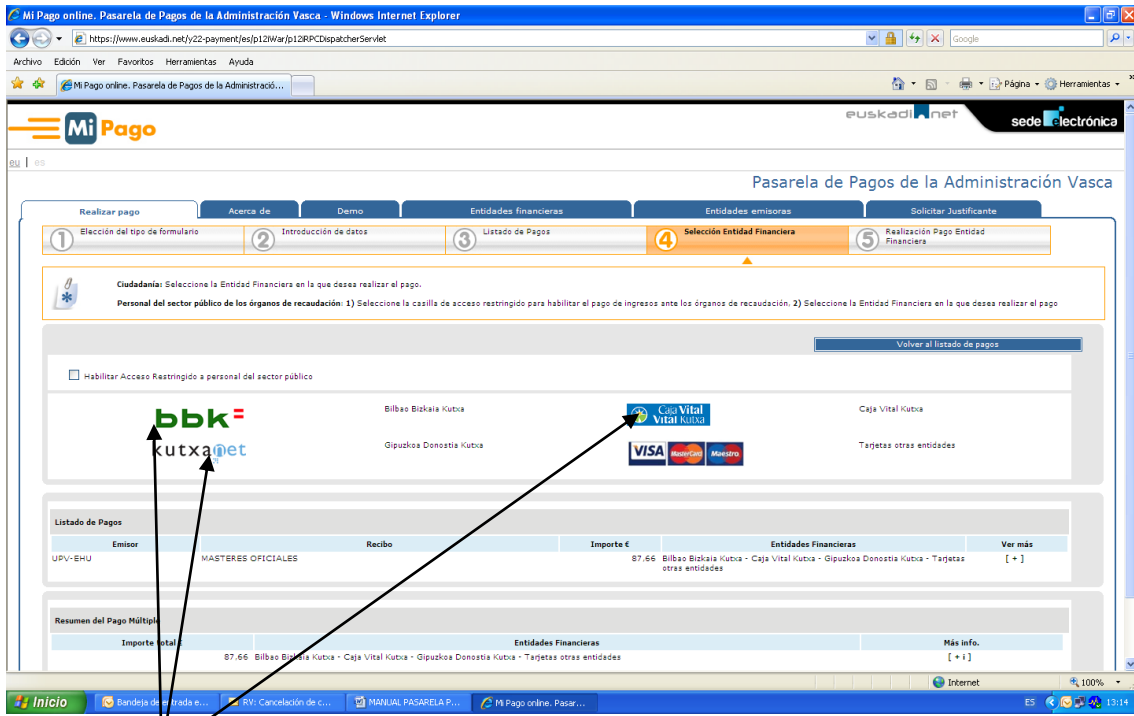 Mi Pago online. Pasarela de Pagos de la Administración Vasca - Windows Internet Explorer
https://www.euskadi.net/y22-payment/es/p12iWar/p12iRPCDispatcherServlet
Google
Archivo Edición Ver Favoritos Herramientas Ayuda
Mi Pago online. Pasarela de Pagos de la Administració...
Página Herramientas
Mi Pago
euskadi net
sede electrónica
eu | es
Pasarela de Pagos de la Administración Vasca
Realizar pago Acerca de Demo Entidades financieras Entidades emisoras Solicitar Justificante
1 Elección del tipo de formulario 2 Introducción de datos 3 Listado de Pagos 4 Selección Entidad Financiera 5 Realización Pago Entidad Financiera
Ciudadanía: Seleccione la Entidad Financiera en la que desea realizar el pago.
Personal del sector público de los órganos de recaudación: 1) Seleccione la casilla de acceso restringido para habilitar el pago de ingresos ante los órganos de recaudación. 2) Seleccione la Entidad Financiera en la que desea realizar el pago
Volver al listado de pagos
Habilitar Acceso Restringido a personal del sector público
bbk= Bilbao Bizkaia Kutxa Caja Vital Vital Kutxa Caja Vital Kutxa
kutxanet Gipuzkoa Donostia Kutxa VISA MasterCard Maestro Tarjetas otras entidades
Listado de Pagos
Emisor Recibo Importe € Entidades Financieras Ver más
UPV-EHU MASTERES OFICIALES 87,66 Bilbao Bizkaia Kutxa - Caja Vital Kutxa - Gipuzkoa Donostia Kutxa - Tarjetas otras entidades [ + ]
Resumen del Pago Múltiple
Importe total € Entidades Financieras Más info.
87,66 Bilbao Bizkaia Kutxa - Caja Vital Kutxa - Gipuzkoa Donostia Kutxa - Tarjetas otras entidades [ + i ]
Internet 100%
Inicio Bandeja de entrada e... RV: Cancelación de c... MANUAL PASARELA P... Mi Pago online. Pasar... ES 13:14